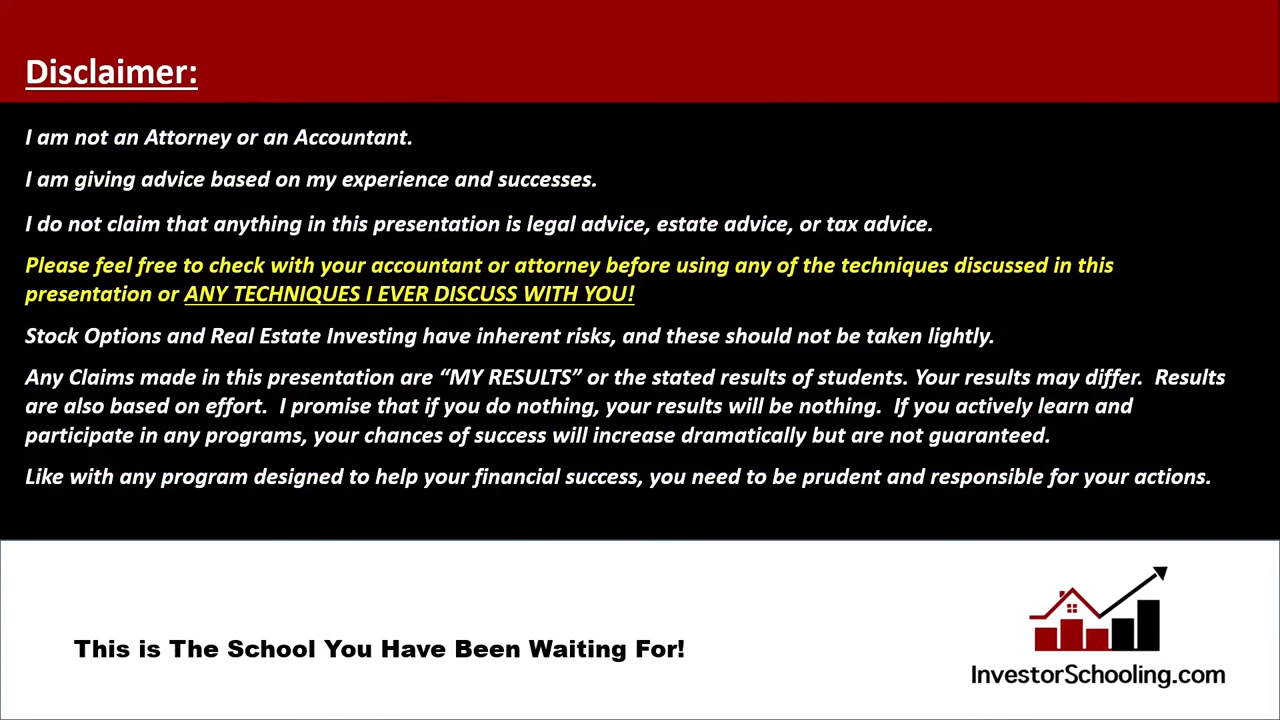 Disclaimer:
I am not an Attorney or an Accountant.
I am giving advice based on my experience and successes.
I do not claim that anything in this presentation is legal advice, estate advice, or tax advice.
Please feel free to check with your accountant or attorney before using any of the techniques discussed in this
presentation or ANY TECHNIQUES I EVER DISCUSS WITH YOU!
Stock Options and Real Estate Investing have inherent risks, and these should not be taken lightly.
Any Claims made in this presentation are “MY RESULTS” or the stated results of students. Your results may differ.  Results
are also based on effort.  I promise that if you do nothing, your results will be nothing.  If you actively learn and
participate in any programs, your chances of success will increase dramatically but are not guaranteed.
Like with any program designed to help your financial success, you need to be prudent and responsible for your actions.
This is The School You Have Been Waiting For!
InvestorSchooling.com